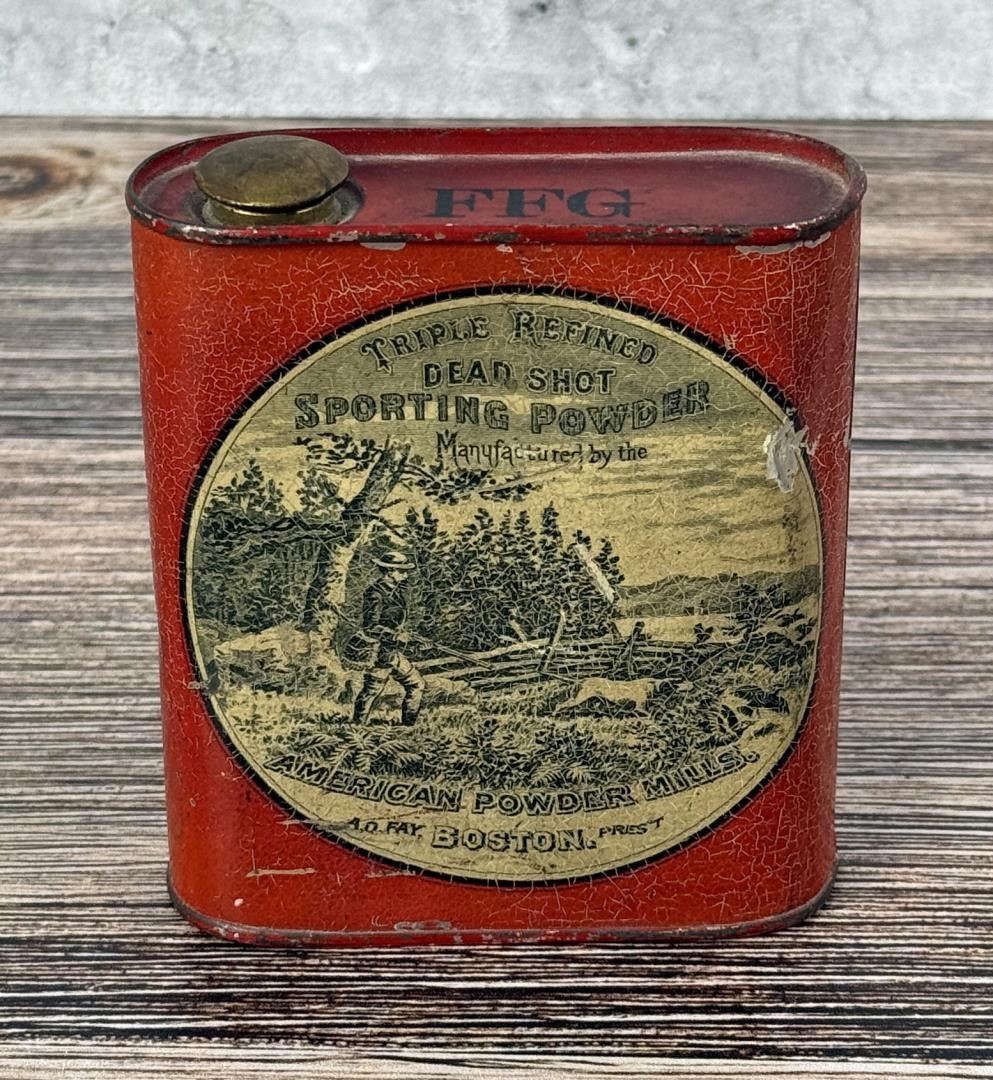 FFG
TRIPLE REFINED
DEAD SHOT
SPORTING POWDER
Manufactured by the
AMERICAN POWDER MILLS.
A.O. FAY, BOSTON. PRES'T